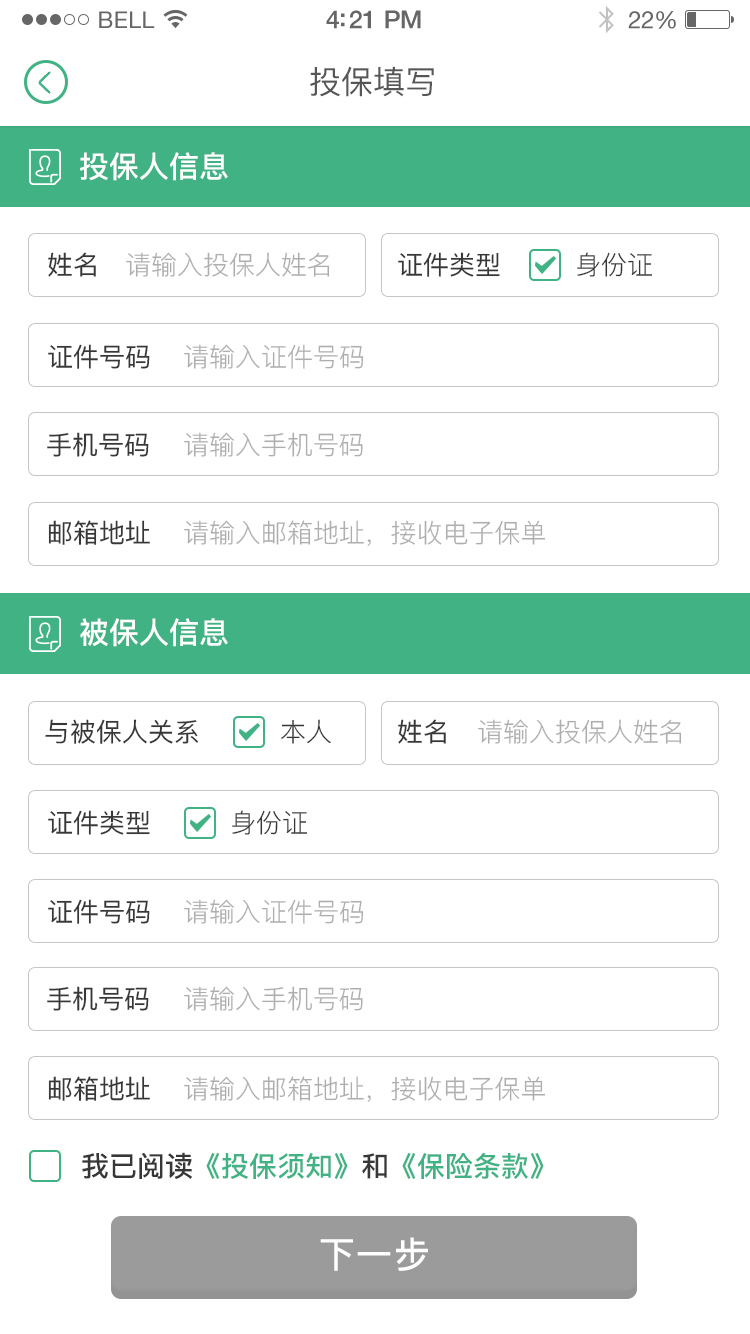 BELL 4:21 PM 22%
投保填写
投保人信息
姓名 请输入投保人姓名 证件类型 身份证
证件号码 请输入证件号码
手机号码 请输入手机号码
邮箱地址 请输入邮箱地址，接收电子保单
被保人信息
与被保人关系 本人 姓名 请输入投保人姓名
证件类型 身份证
证件号码 请输入证件号码
手机号码 请输入手机号码
邮箱地址 请输入邮箱地址，接收电子保单
我已阅读《投保须知》和《保险条款》
下一步